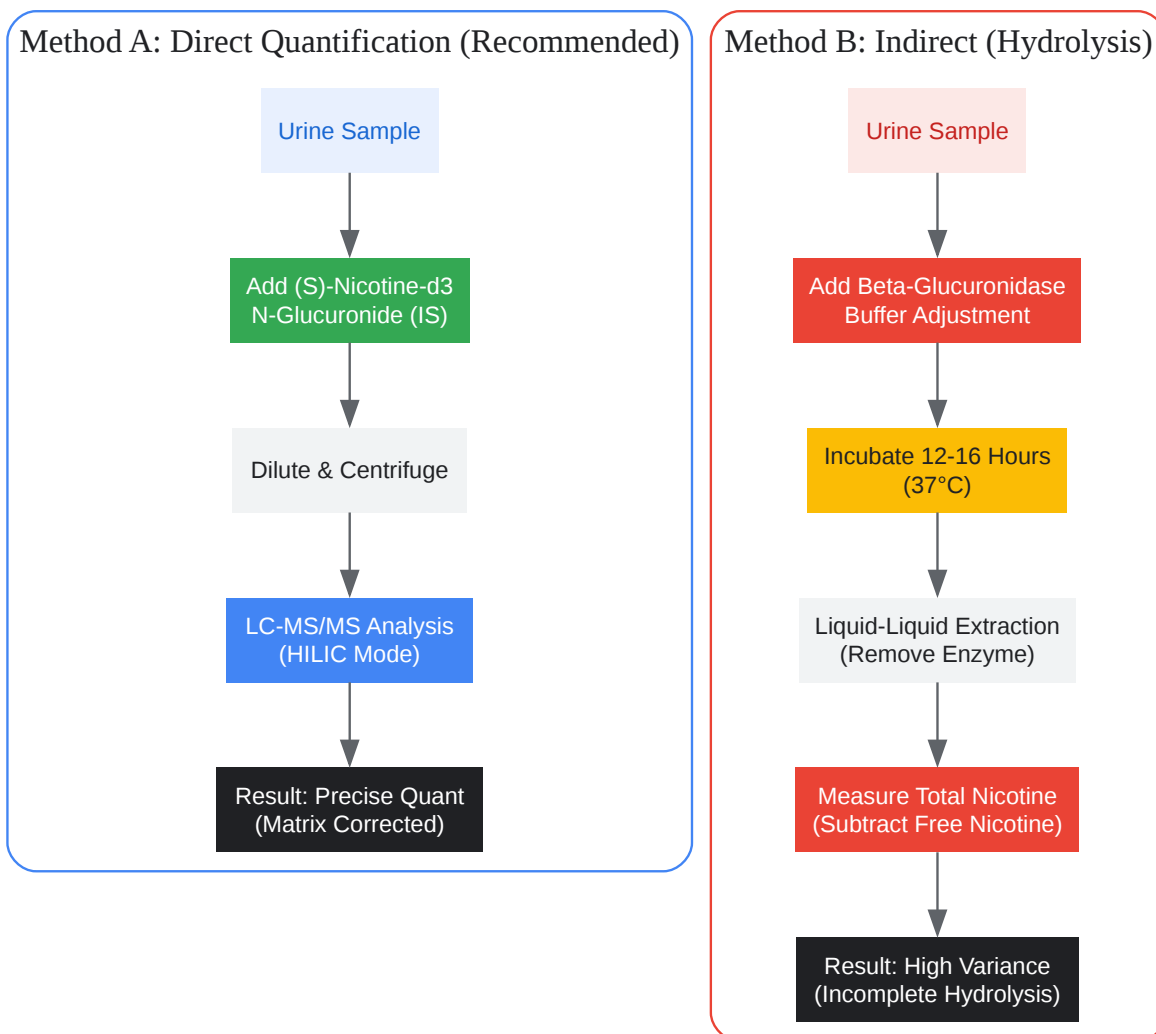 Method A: Direct Quantification (Recommended)
Urine Sample
Add (S)-Nicotine-d3
N-Glucuronide (IS)
Dilute & Centrifuge
LC-MS/MS Analysis
(HILIC Mode)
Result: Precise Quant
(Matrix Corrected)
Method B: Indirect (Hydrolysis)
Urine Sample
Add Beta-Glucuronidase
Buffer Adjustment
Incubate 12-16 Hours
(37°C)
Liquid-Liquid Extraction
(Remove Enzyme)
Measure Total Nicotine
(Subtract Free Nicotine)
Result: High Variance
(Incomplete Hydrolysis)